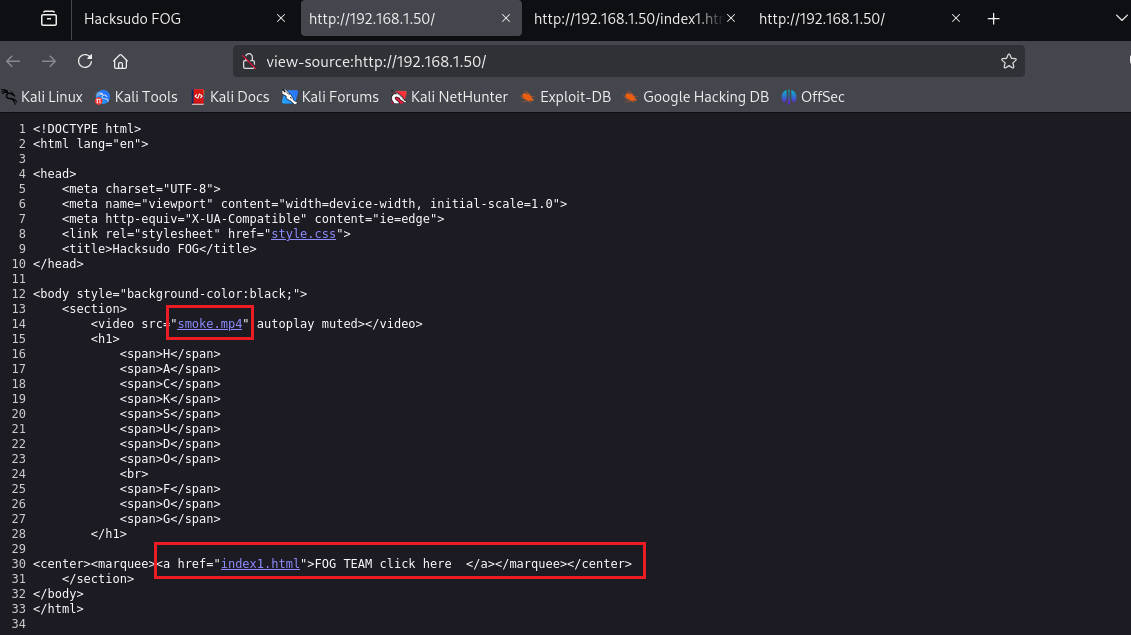 Hacksudo FOG
http://192.168.1.50/
http://192.168.1.50/index1.ht
http://192.168.1.50/
view-source:http://192.168.1.50/
Kali Linux Kali Tools Kali Docs Kali Forums Kali NetHunter Exploit-DB Google Hacking DB OffSec
1 <!DOCTYPE html>
2 <html lang="en">
3
4 <head>
5     <meta charset="UTF-8">
6     <meta name="viewport" content="width=device-width, initial-scale=1.0">
7     <meta http-equiv="X-UA-Compatible" content="ie=edge">
8     <link rel="stylesheet" href="style.css">
9     <title>Hacksudo FOG</title>
10 </head>
11
12 <body style="background-color:black;">
13     <section>
14         <video src="smoke.mp4" autoplay muted></video>
15         <h1>
16             <span>H</span>
17             <span>A</span>
18             <span>C</span>
19             <span>K</span>
20             <span>S</span>
21             <span>U</span>
22             <span>D</span>
23             <span>O</span>
24             <br>
25             <span>F</span>
26             <span>O</span>
27             <span>G</span>
28         </h1>
29
30 <center><marquee><a href="index1.html">FOG TEAM click here  </a></marquee></center>
31     </section>
32 </body>
33 </html>
34